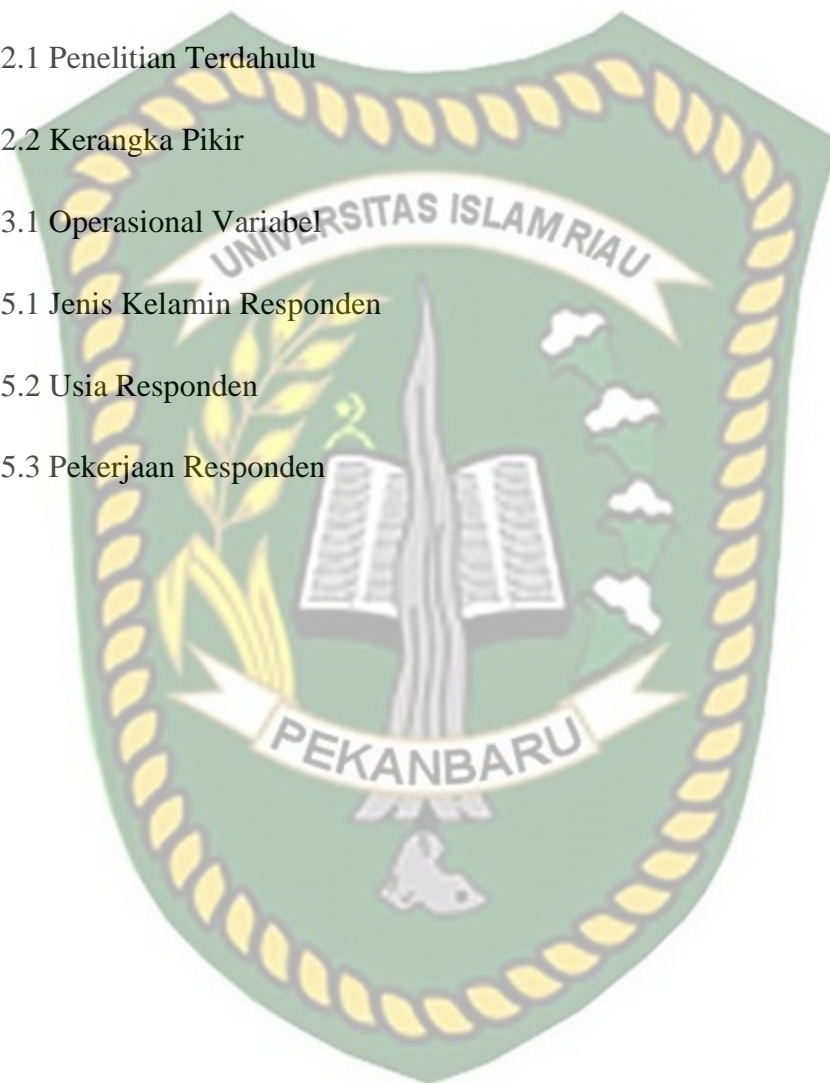 2.1 Penelitian Terdahulu
2.2 Kerangka Pikir
3.1 Operasional Variabel
UNIVERSITAS ISLAM RIAU
5.1 Jenis Kelamin Responden
5.2 Usia Responden
5.3 Pekerjaan Responden
PEKANBARU